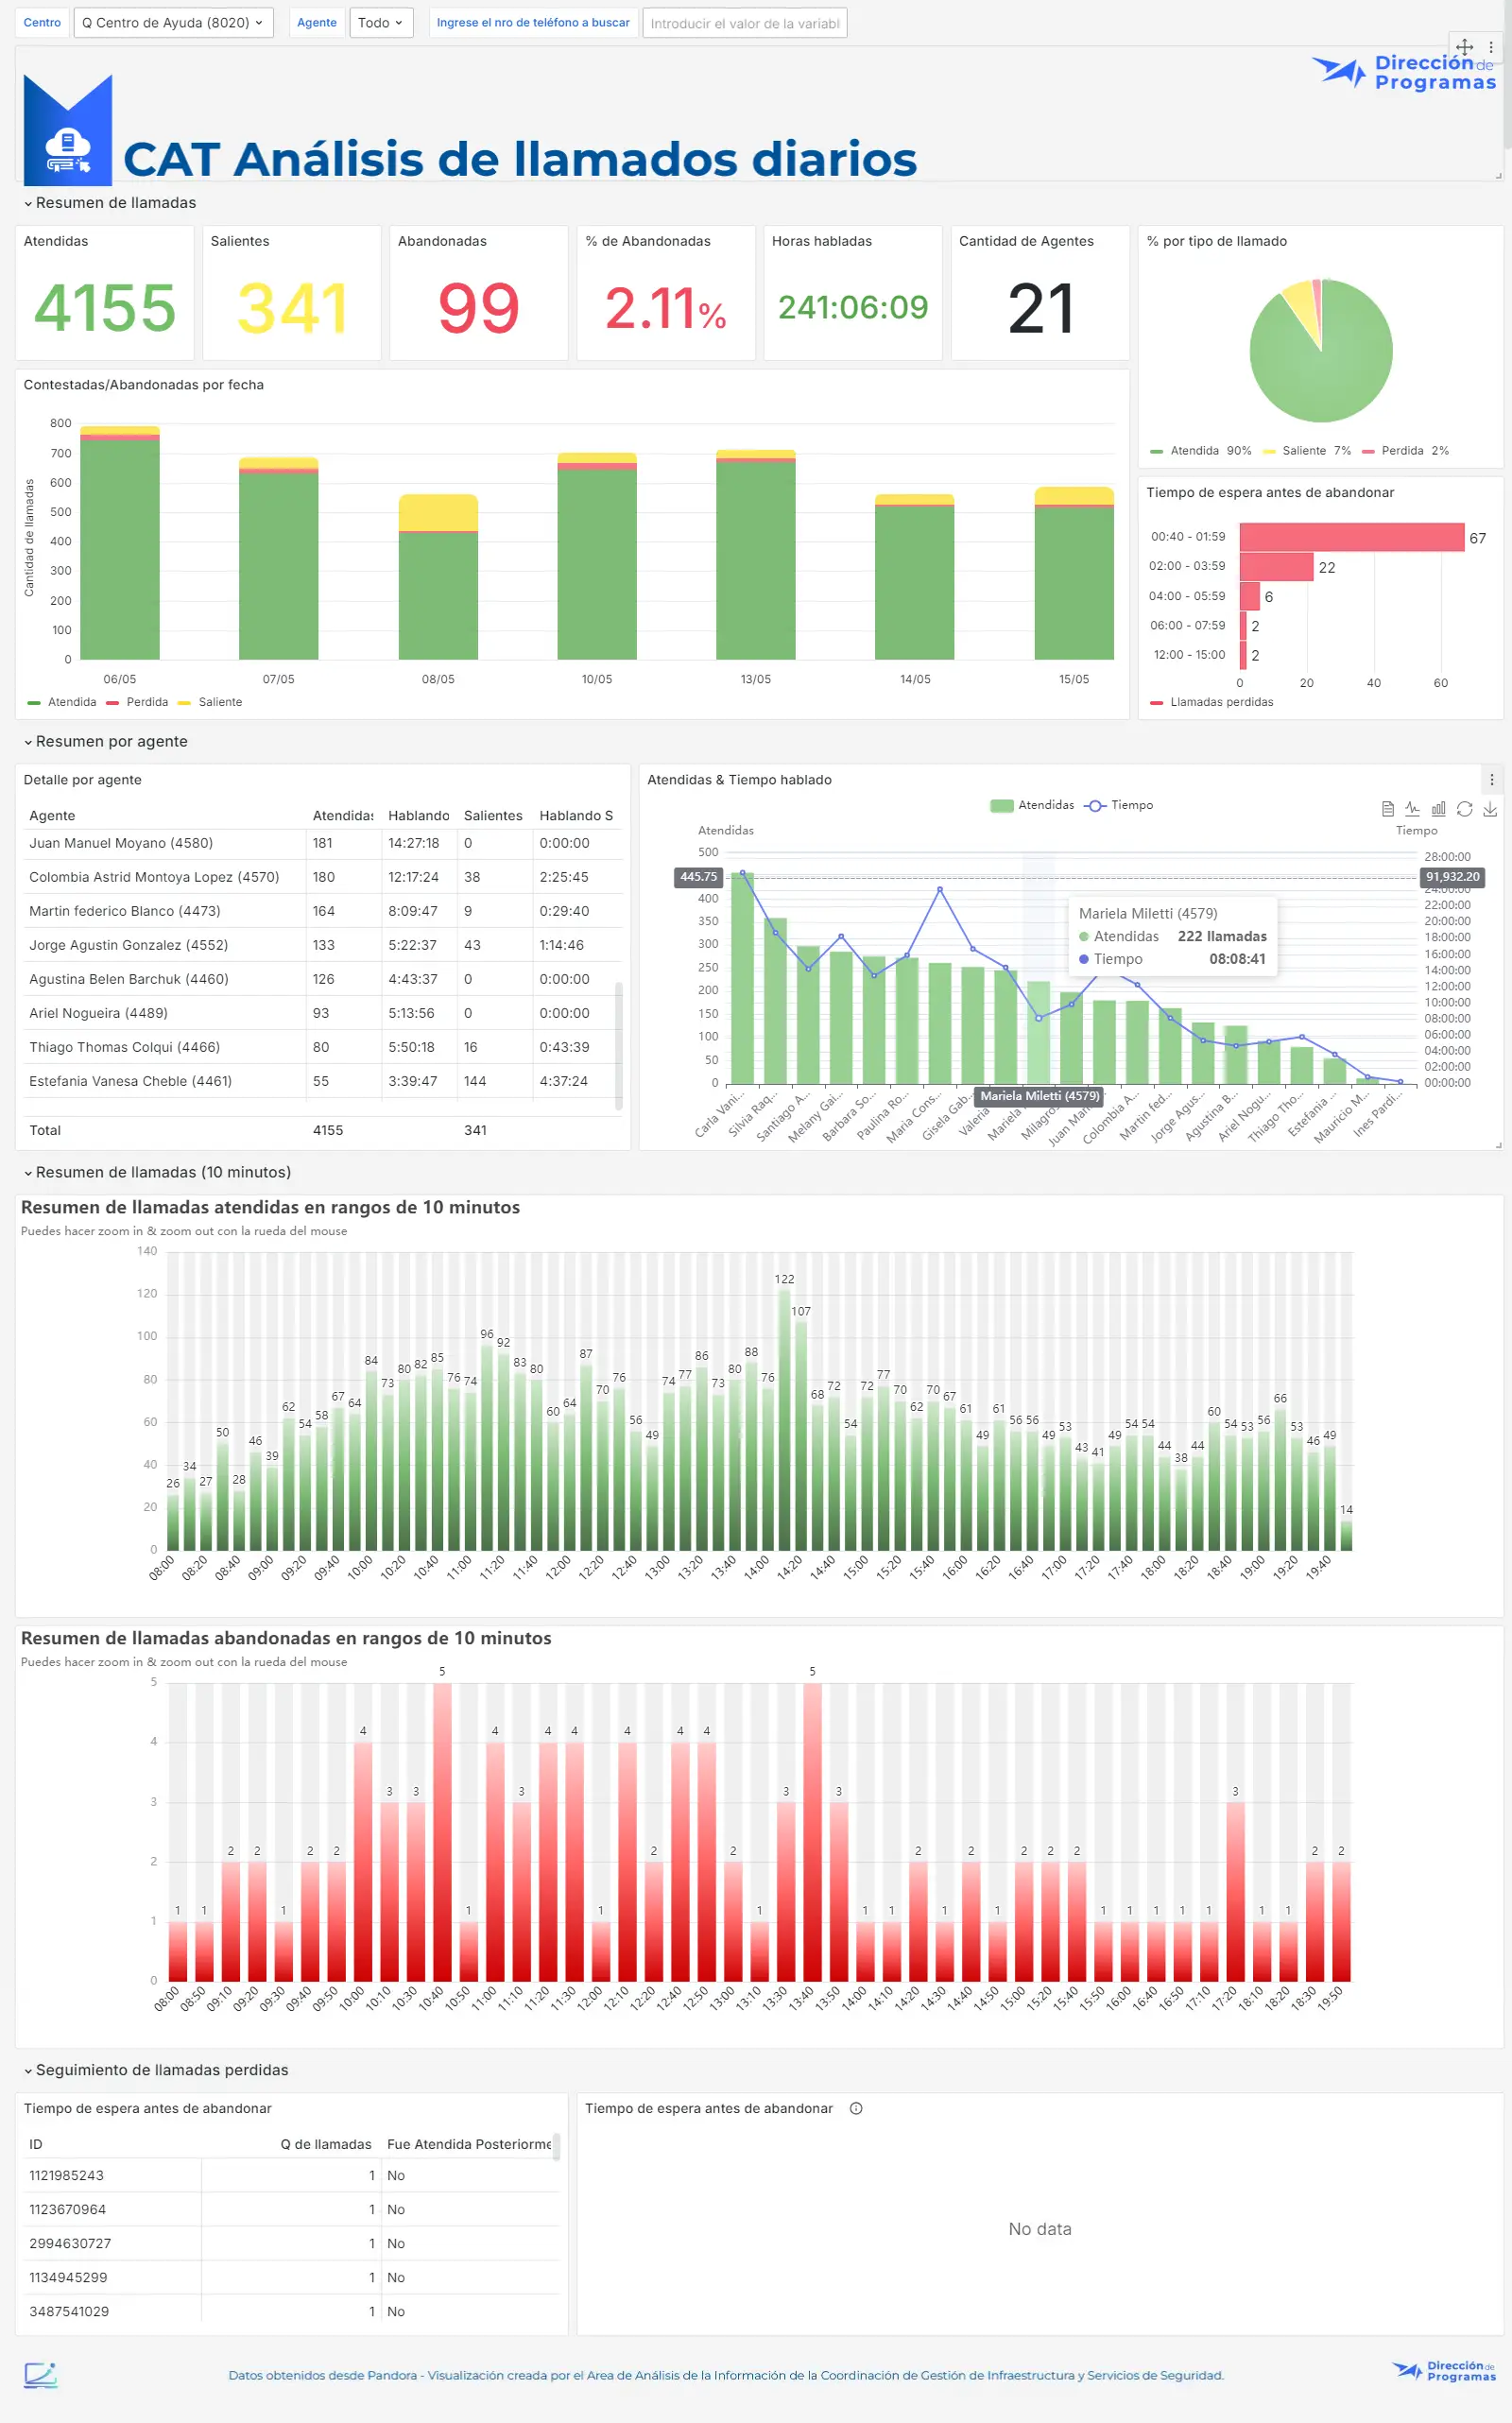 Centro Q Centro de Ayuda (8020) Agente Todo Ingrese el nro de teléfono a buscar Introducir el valor de la variabl
Dirección de
Programas
CAT Análisis de llamados diarios
Resumen de llamadas
Atendidas Salientes Abandonadas % de Abandonadas Horas habladas Cantidad de Agentes
4155 341 99 2.11% 241:06:09 21
% por tipo de llamado
Atendida 90% Saliente 7% Perdida 2%
Contestadas/Abandonadas por fecha
Cantidad de llamadas
800
700
600
500
400
300
200
100
0
06/05 07/05 08/05 10/05 13/05 14/05 15/05
Atendida Perdida Saliente
Tiempo de espera antes de abandonar
00:40 - 01:59 67
02:00 - 03:59 22
04:00 - 05:59 6
06:00 - 07:59 2
12:00 - 15:00 2
0 20 40 60
Llamadas perdidas
Resumen por agente
Detalle por agente
Agente Atendidas Hablando Salientes Hablando S
Juan Manuel Moyano (4580) 181 14:27:18 0 0:00:00
Colombia Astrid Montoya Lopez (4570) 180 12:17:24 38 2:25:45
Martin federico Blanco (4473) 164 8:09:47 9 0:29:40
Jorge Agustin Gonzalez (4552) 133 5:22:37 43 1:14:46
Agustina Belen Barchuk (4460) 126 4:43:37 0 0:00:00
Ariel Nogueira (4489) 93 5:13:56 0 0:00:00
Thiago Thomas Colqui (4466) 80 5:50:18 16 0:43:39
Estefania Vanesa Cheble (4461) 55 3:39:47 144 4:37:24
Total 4155 341
Atendidas & Tiempo hablado
Atendidas Tiempo
Atendidas Tiempo
500
445.75
400
350
300
250
200
150
100
50
0
28:00:00
91,932.20
24:00:00
22:00:00
20:00:00
18:00:00
16:00:00
14:00:00
12:00:00
10:00:00
08:00:00
06:00:00
04:00:00
02:00:00
00:00:00
Mariela Miletti (4579)
Atendidas 222 llamadas
Tiempo 08:08:41
Mariela Miletti (4579)
Carla Vani... Silvia Raq... Santiago A... Melany Gai... Barbara So... Paulina Ro... Maria Cons... Gisela Gab... Valeria Mariela Milagros Juan Man Colombia A... Martin fed... Jorge Agus... Agustina B... Ariel Nogu... Thiago Tho... Estefania ... Mauricio M... Ines Pardi...
Resumen de llamadas (10 minutos)
Resumen de llamadas atendidas en rangos de 10 minutos
Puedes hacer zoom in & zoom out con la rueda del mouse
140
120
100
80
60
40
20
0
26 34 27 50 28 46 39 62 54 58 67 64 84 73 80 82 85 76 74 96 92 83 80 60 64 87 70 76 56 49 74 77 86 73 80 88 76 122 107 68 72 54 72 77 70 62 70 67 61 49 61 56 56 49 53 43 41 49 54 54 44 38 44 60 54 53 56 66 53 46 49 14
08:00 08:20 08:40 09:00 09:20 09:40 10:00 10:20 10:40 11:00 11:20 11:40 12:00 12:20 12:40 13:00 13:20 13:40 14:00 14:20 14:40 15:00 15:20 15:40 16:00 16:20 16:40 17:00 17:20 17:40 18:00 18:20 18:40 19:00 19:20 19:40
Resumen de llamadas abandonadas en rangos de 10 minutos
Puedes hacer zoom in & zoom out con la rueda del mouse
5
4
3
2
1
0
1 1 2 2 1 2 2 4 3 3 5 1 4 3 4 4 1 4 2 4 4 2 1 3 5 3 1 1 2 1 2 1 2 2 2 1 1 1 1 1 3 1 1 2 2
08:00 08:50 09:10 09:20 09:30 09:40 09:50 10:00 10:10 10:30 10:40 10:50 11:00 11:10 11:20 11:30 12:00 12:10 12:20 12:40 12:50 13:00 13:10 13:30 13:40 13:50 14:00 14:10 14:20 14:30 14:40 14:50 15:00 15:20 15:40 15:50 16:00 16:40 16:50 17:10 17:20 18:10 18:20 18:30 19:50
Seguimiento de llamadas perdidas
Tiempo de espera antes de abandonar
ID Q de llamadas Fue Atendida Posteriorme
1121985243 1 No
1123670964 1 No
2994630727 1 No
1134945299 1 No
3487541029 1 No
Tiempo de espera antes de abandonar
No data
Datos obtenidos desde Pandora - Visualización creada por el Area de Análisis de la Información de la Coordinación de Gestión de Infraestructura y Servicios de Seguridad.
Dirección de
Programas